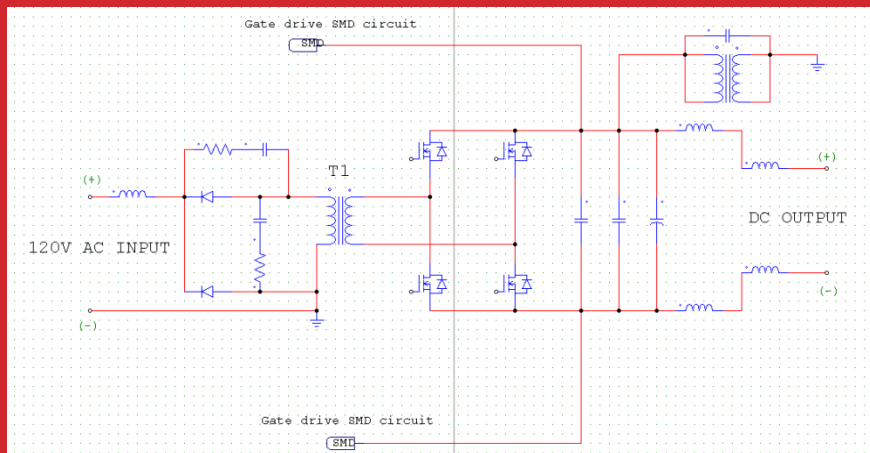 Gate drive SMD circuit
SMD
T1
(+)
(+)
120V AC INPUT
DC OUTPUT
(-)
(-)
Gate drive SMD circuit
SMD